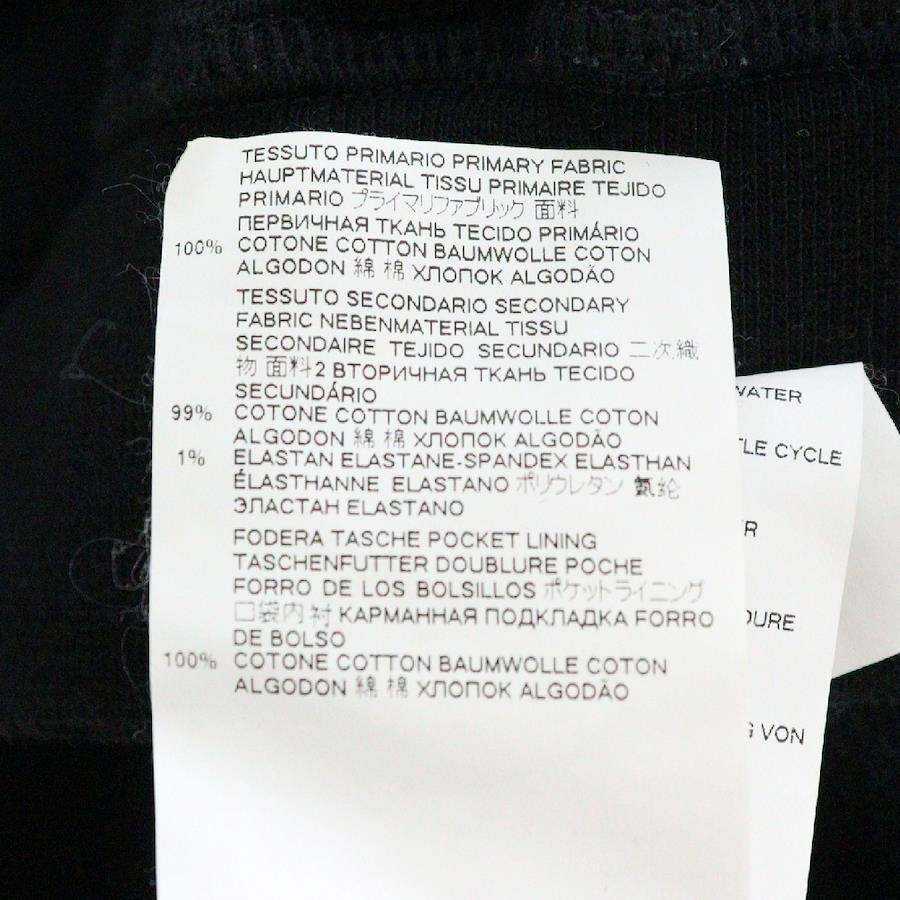 TESSUTO PRIMARIO PRIMARY FABRIC
HAUPTMATERIAL TISSU PRIMAIRE TEJIDO
PRIMARIO プライマリファブリック 面料
ПЕРВИЧНАЯ ТКАНЬ TECIDO PRIMÁRIO
100% COTONE COTTON BAUMWOLLE COTON
ALGODON 綿 棉 ХЛОПОК ALGODÃO
TESSUTO SECONDARIO SECONDARY
FABRIC NEBENMATERIAL TISSU
SECONDAIRE TEJIDO SECUNDARIO 二次織
物 面料2 ВТОРИЧНАЯ ТКАНЬ TECIDO
SECUNDÁRIO
99% COTONE COTTON BAUMWOLLE COTON
ALGODON 綿 棉 ХЛОПОК ALGODÃO
1% ELASTAN ELASTANE-SPANDEX ELASTHAN
ÉLASTHANNE ELASTANO ポリウレタン 氨纶
ЭЛАСТАН ELASTANO
FODERA TASCHE POCKET LINING
TASCHENFUTTER DOUBLURE POCHE
FORRO DE LOS BOLSILLOS ポケットライニング
口袋内衬 КАРМАННАЯ ПОДКЛАДКА FORRO
DE BOLSO
100% COTONE COTTON BAUMWOLLE COTON
ALGODON 綿 棉 ХЛОПОК ALGODÃO
WATER
TLE CYCLE
ER
DURE
G VON